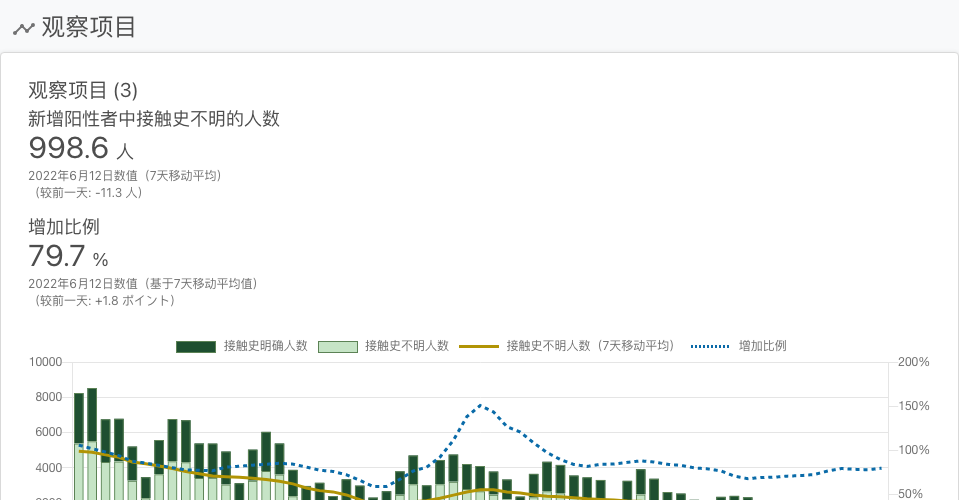 观察项目
观察项目 (3)
新增阳性者中接触史不明的人数
998.6 人
2022年6月12日数值（7天移动平均）
（较前一天: -11.3 人）
增加比例
79.7 %
2022年6月12日数值（基于7天移动平均值）
（较前一天: +1.8 ポイント）
接触史明确人数 接触史不明人数 接触史不明人数（7天移动平均） 增加比例
10000 200%
8000
150%
6000
100%
4000
50%